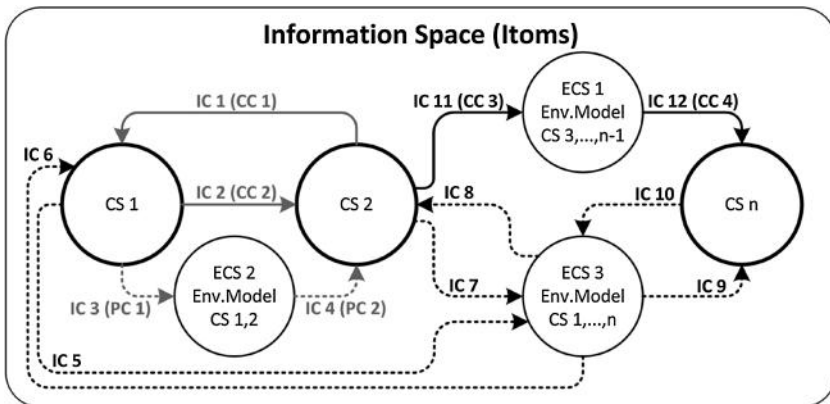 Information Space (Itoms)
IC 1 (CC 1)
IC 11 (CC 3)
ECS 1
Env.Model
CS 3,...,n-1
IC 12 (CC 4)
IC 6
CS 1
IC 2 (CC 2)
CS 2
IC 8
IC 10
CS n
IC 3 (PC 1)
ECS 2
Env.Model
CS 1,2
IC 4 (PC 2)
IC 7
ECS 3
Env.Model
CS 1,...,n
IC 9
IC 5